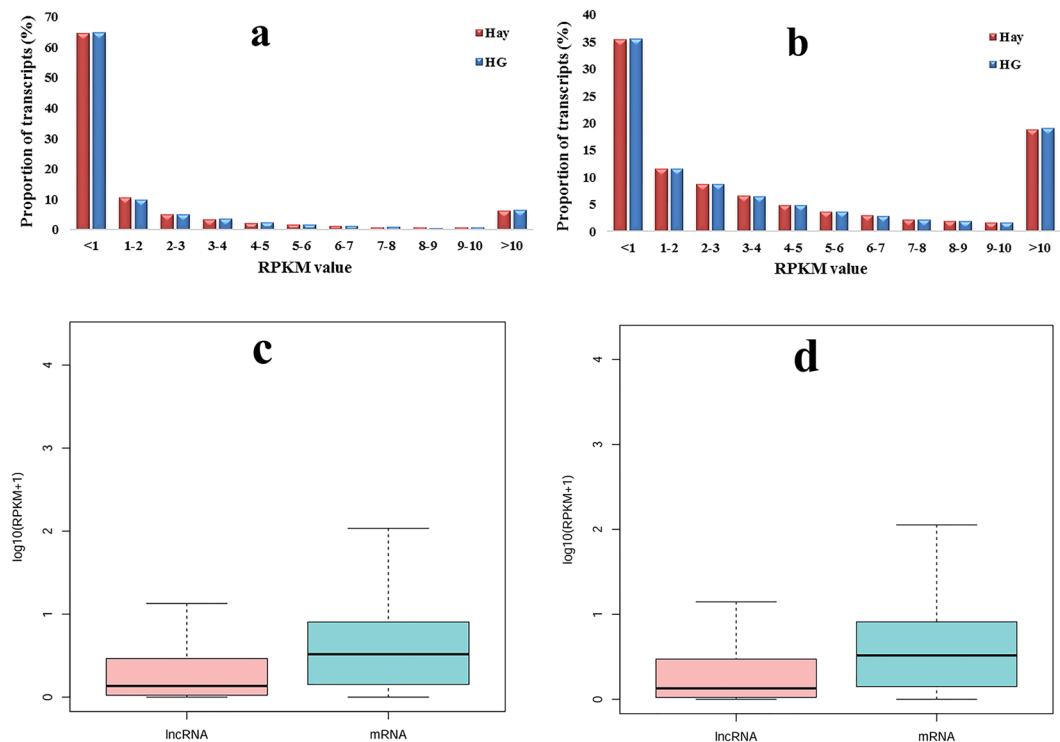 a
Proportion of transcripts (%)
70
60
50
40
30
20
10
0
Hay
HG
<1 1-2 2-3 3-4 4-5 5-6 6-7 7-8 8-9 9-10 >10
RPKM value
b
Proportion of transcripts (%)
40
35
30
25
20
15
10
5
0
Hay
HG
<1 1-2 2-3 3-4 4-5 5-6 6-7 7-8 8-9 9-10 >10
RPKM value
c
log10(RPKM+1)
4
3
2
1
0
lncRNA mRNA
d
log10(RPKM+1)
4
3
2
1
0
lncRNA mRNA